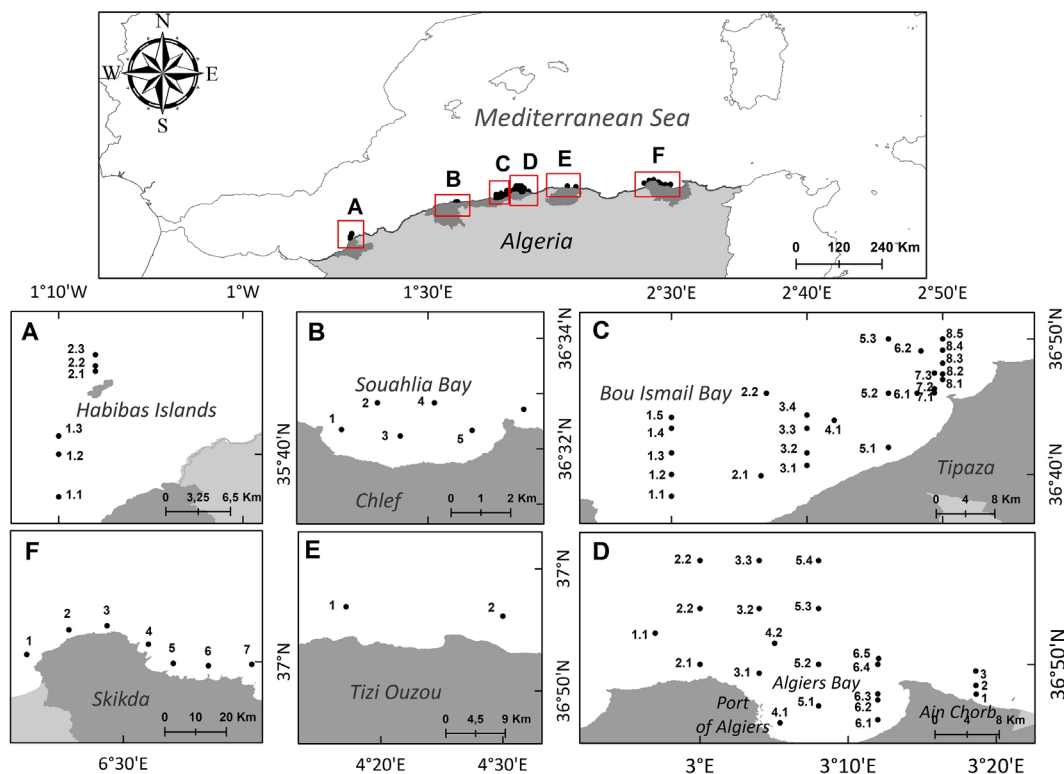 N
W E
S
Mediterranean Sea
A
B
C
D
E
F
Algeria
0 120 240 Km
1°10'W 1°W 1°30'E 2°30'E 2°40'E 2°50'E
A
2.3
2.2
2.1
Habibas Islands
1.3
1.2
1.1
0 3,25 6,5 Km
35°40'N
B
Souahlia Bay
2 4
1 3 5
Chlef
0 1 2 Km
36°34'N
36°32'N
C
Bou Ismail Bay
5.3
6.2
8.5
8.4
8.3
8.2
8.1
7.3
7.2
7.1
6.1
5.2
2.2
1.5
1.4
1.3
1.2
1.1
3.4
3.3
3.2
3.1
4.1
2.1
5.1
Tipaza
0 4 8 Km
36°50'N
36°40'N
F
1
2
3
4
5
6
7
Skikda
0 10 20 Km
37°N
6°30'E
E
1 2
Tizi Ouzou
0 4,5 9 Km
37°N
36°50'N
4°20'E 4°30'E
D
2.2 3.3 5.4
2.2 3.2 5.3
1.1
4.2
2.1 3.1 5.2
Algiers Bay
6.5
6.4
6.3
6.2
6.1
5.1
4.1
Port
of Algiers
3
2
1
Ain Chorb
0 4 8 Km
36°50'N
3°E 3°10'E 3°20'E